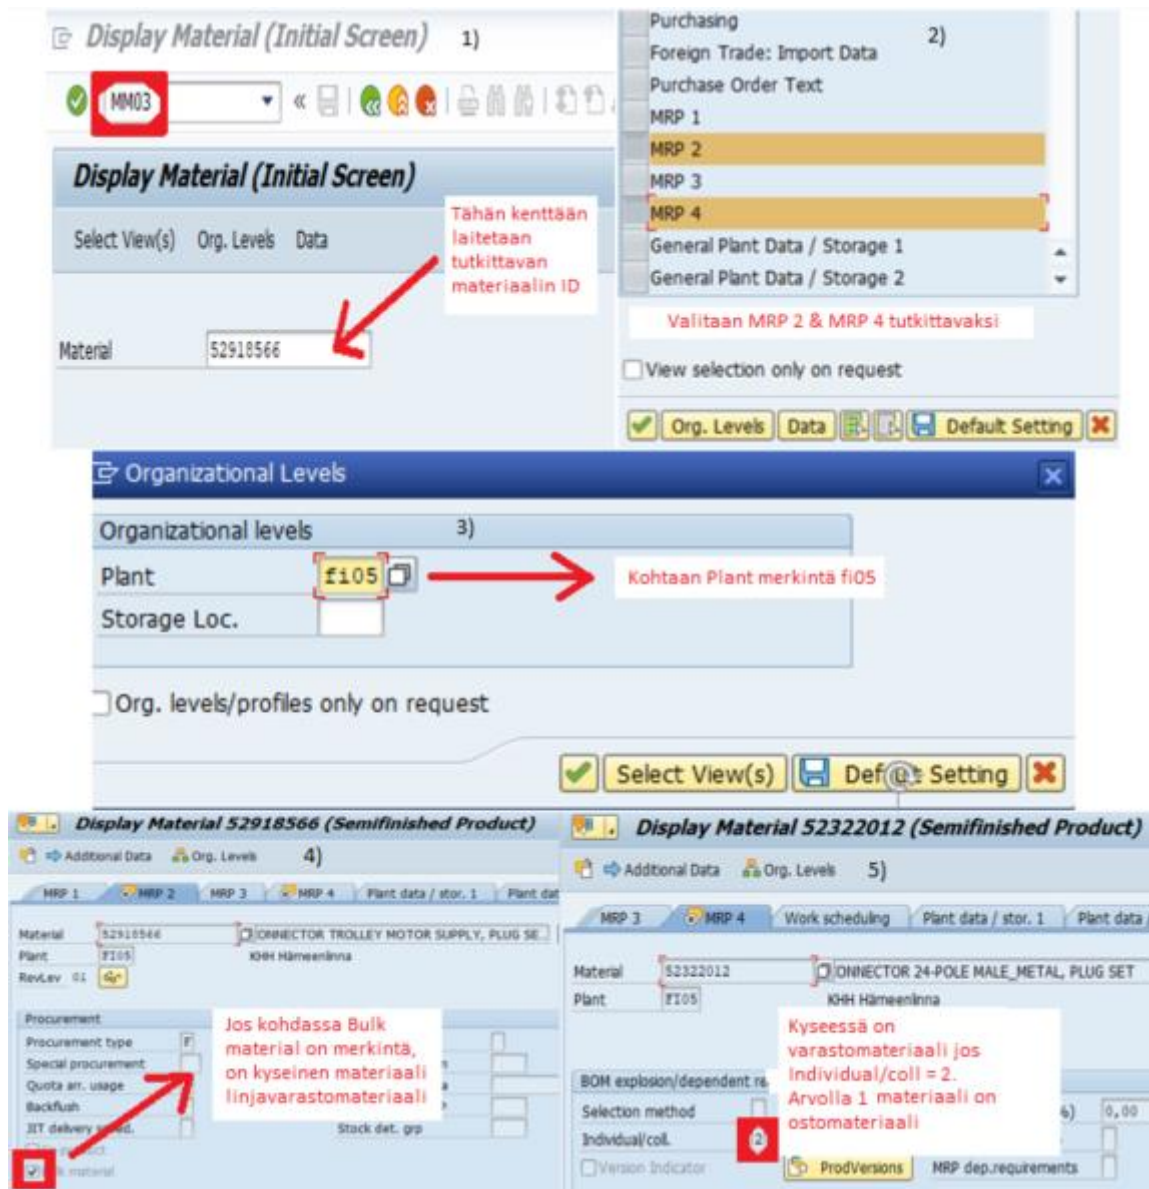 Display Material (Initial Screen) 1)
MM03
Display Material (Initial Screen)
Select View(s) Org. Levels Data
Tähän kenttään
laitetaan
tutkittavan
materiaalin ID
Material 52918566
Purchasing
2)
Foreign Trade: Import Data
Purchase Order Text
MRP 1
MRP 2
MRP 3
MRP 4
General Plant Data / Storage 1
General Plant Data / Storage 2
Valitaan MRP 2 & MRP 4 tutkittavaksi
View selection only on request
Org. Levels Data Default Setting
Organizational Levels
Organizational levels 3)
Plant fi05
Kohtaan Plant merkintä fi05
Storage Loc.
Org. levels/profiles only on request
Select View(s) Setting
Display Material 52918566 (Semifinished Product)
Additional Data Org. Levels 4)
MRP 1 MRP 2 MRP 3 MRP 4 Plant data / stor. 1 Plant dat
Material 52918566 ONNECTOR TROLLEY MOTOR SUPPLY, PLUG SE
Plant FI05 KHH Hämeenlinna
RevLev 01
Procurement
Procurement type F
Special procurement
Quota arr. usage
Backflush
JIT delivery
Stock det. grp
material
Jos kohdassa Bulk
material on merkintä,
on kyseinen materiaali
linjavarastomateriaali
Display Material 52322012 (Semifinished Product)
Additional Data Org. Levels 5)
MRP 3 MRP 4 Work scheduling Plant data / stor. 1 Plant data /
Material 52322012 ONNECTOR 24-POLE MALE_METAL, PLUG SET
Plant FI05 KHH Hämeenlinna
Kyseessä on
varastomateriaali jos
Individual/coll = 2.
Arvolla 1 materiaali on
ostomateriaali
BOM explosion/dependent re
Selection method %) 0,00
Individual/coll. 2
Version Indicator ProdVersions MRP dep.requirements